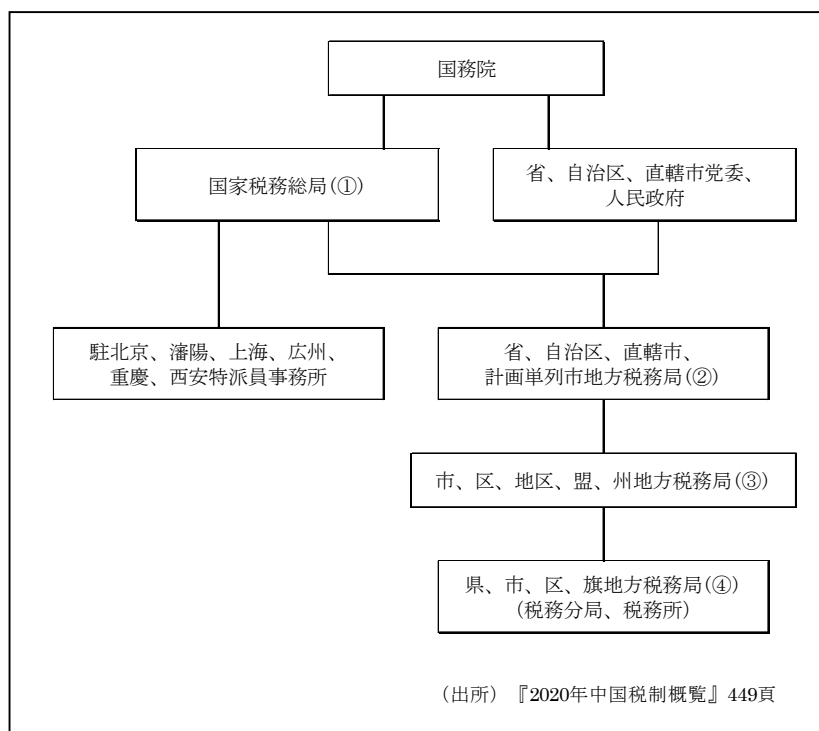 国務院
国家税務総局(①)
省、自治区、直轄市党委、
人民政府
駐北京、瀋陽、上海、広州、
重慶、西安特派員事務所
省、自治区、直轄市、
計画単列市地方税務局(②)
市、区、地区、盟、州地方税務局(③)
県、市、区、旗地方税務局(④)
(税務分局、税務所)
(出所) 『2020年中国税制概覧』449頁